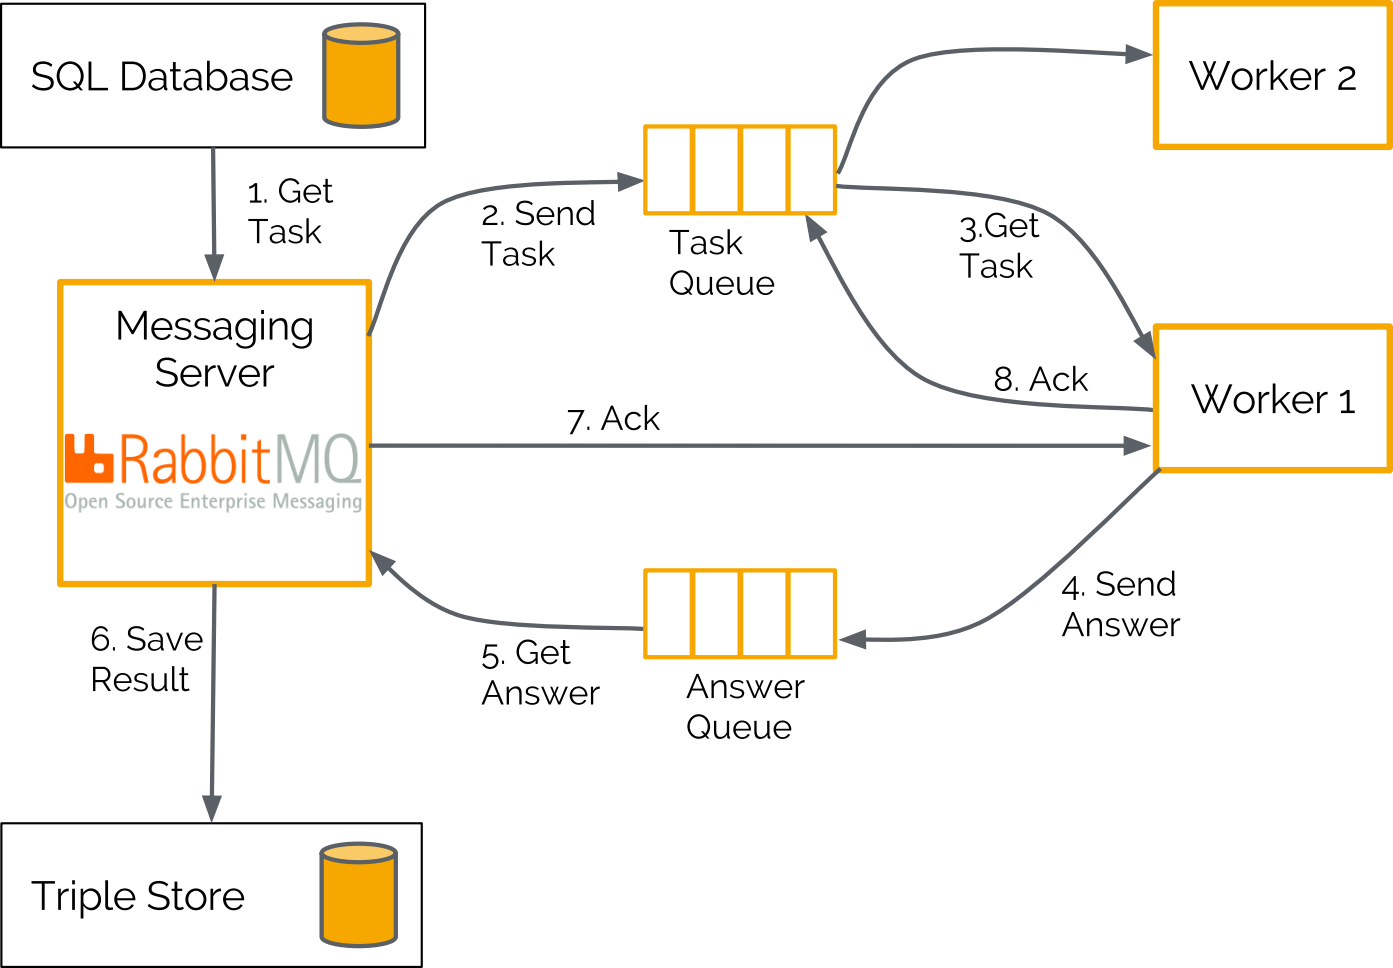 SQL Database
1. Get
Task
Messaging
Server
RabbitMQ
Open Source Enterprise Messaging
2. Send
Task
Task
Queue
3.Get
Task
Worker 2
Worker 1
8. Ack
7. Ack
4. Send
Answer
5. Get
Answer
Answer
Queue
6. Save
Result
Triple Store